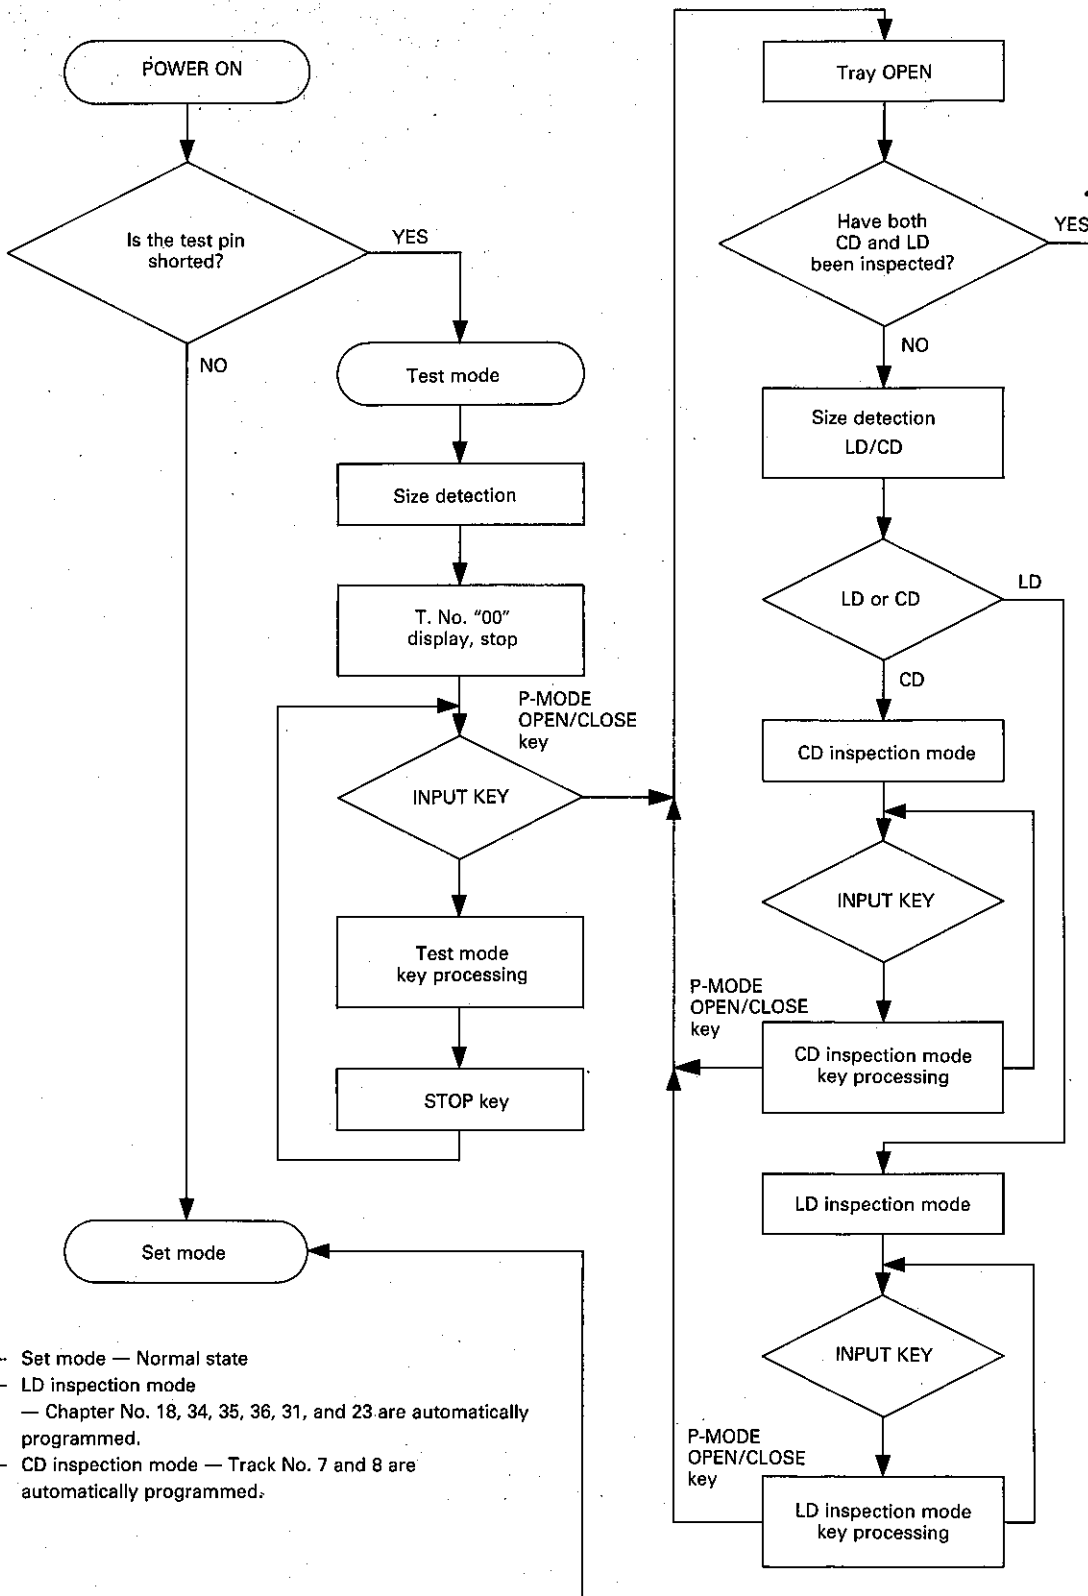 POWER ON
Is the test pin
shorted?
YES
NO
Test mode
Size detection
T. No. "00"
display, stop
P-MODE
OPEN/CLOSE
key
INPUT KEY
Test mode
key processing
STOP key
Set mode
- Set mode — Normal state
- LD inspection mode
— Chapter No. 18, 34, 35, 36, 31, and 23 are automatically
programmed.
- CD inspection mode — Track No. 7 and 8 are
automatically programmed.
Tray OPEN
Have both
CD and LD
been inspected?
YES
NO
Size detection
LD/CD
LD or CD
LD
CD
CD inspection mode
INPUT KEY
P-MODE
OPEN/CLOSE
key
CD inspection mode
key processing
LD inspection mode
INPUT KEY
P-MODE
OPEN/CLOSE
key
LD inspection mode
key processing